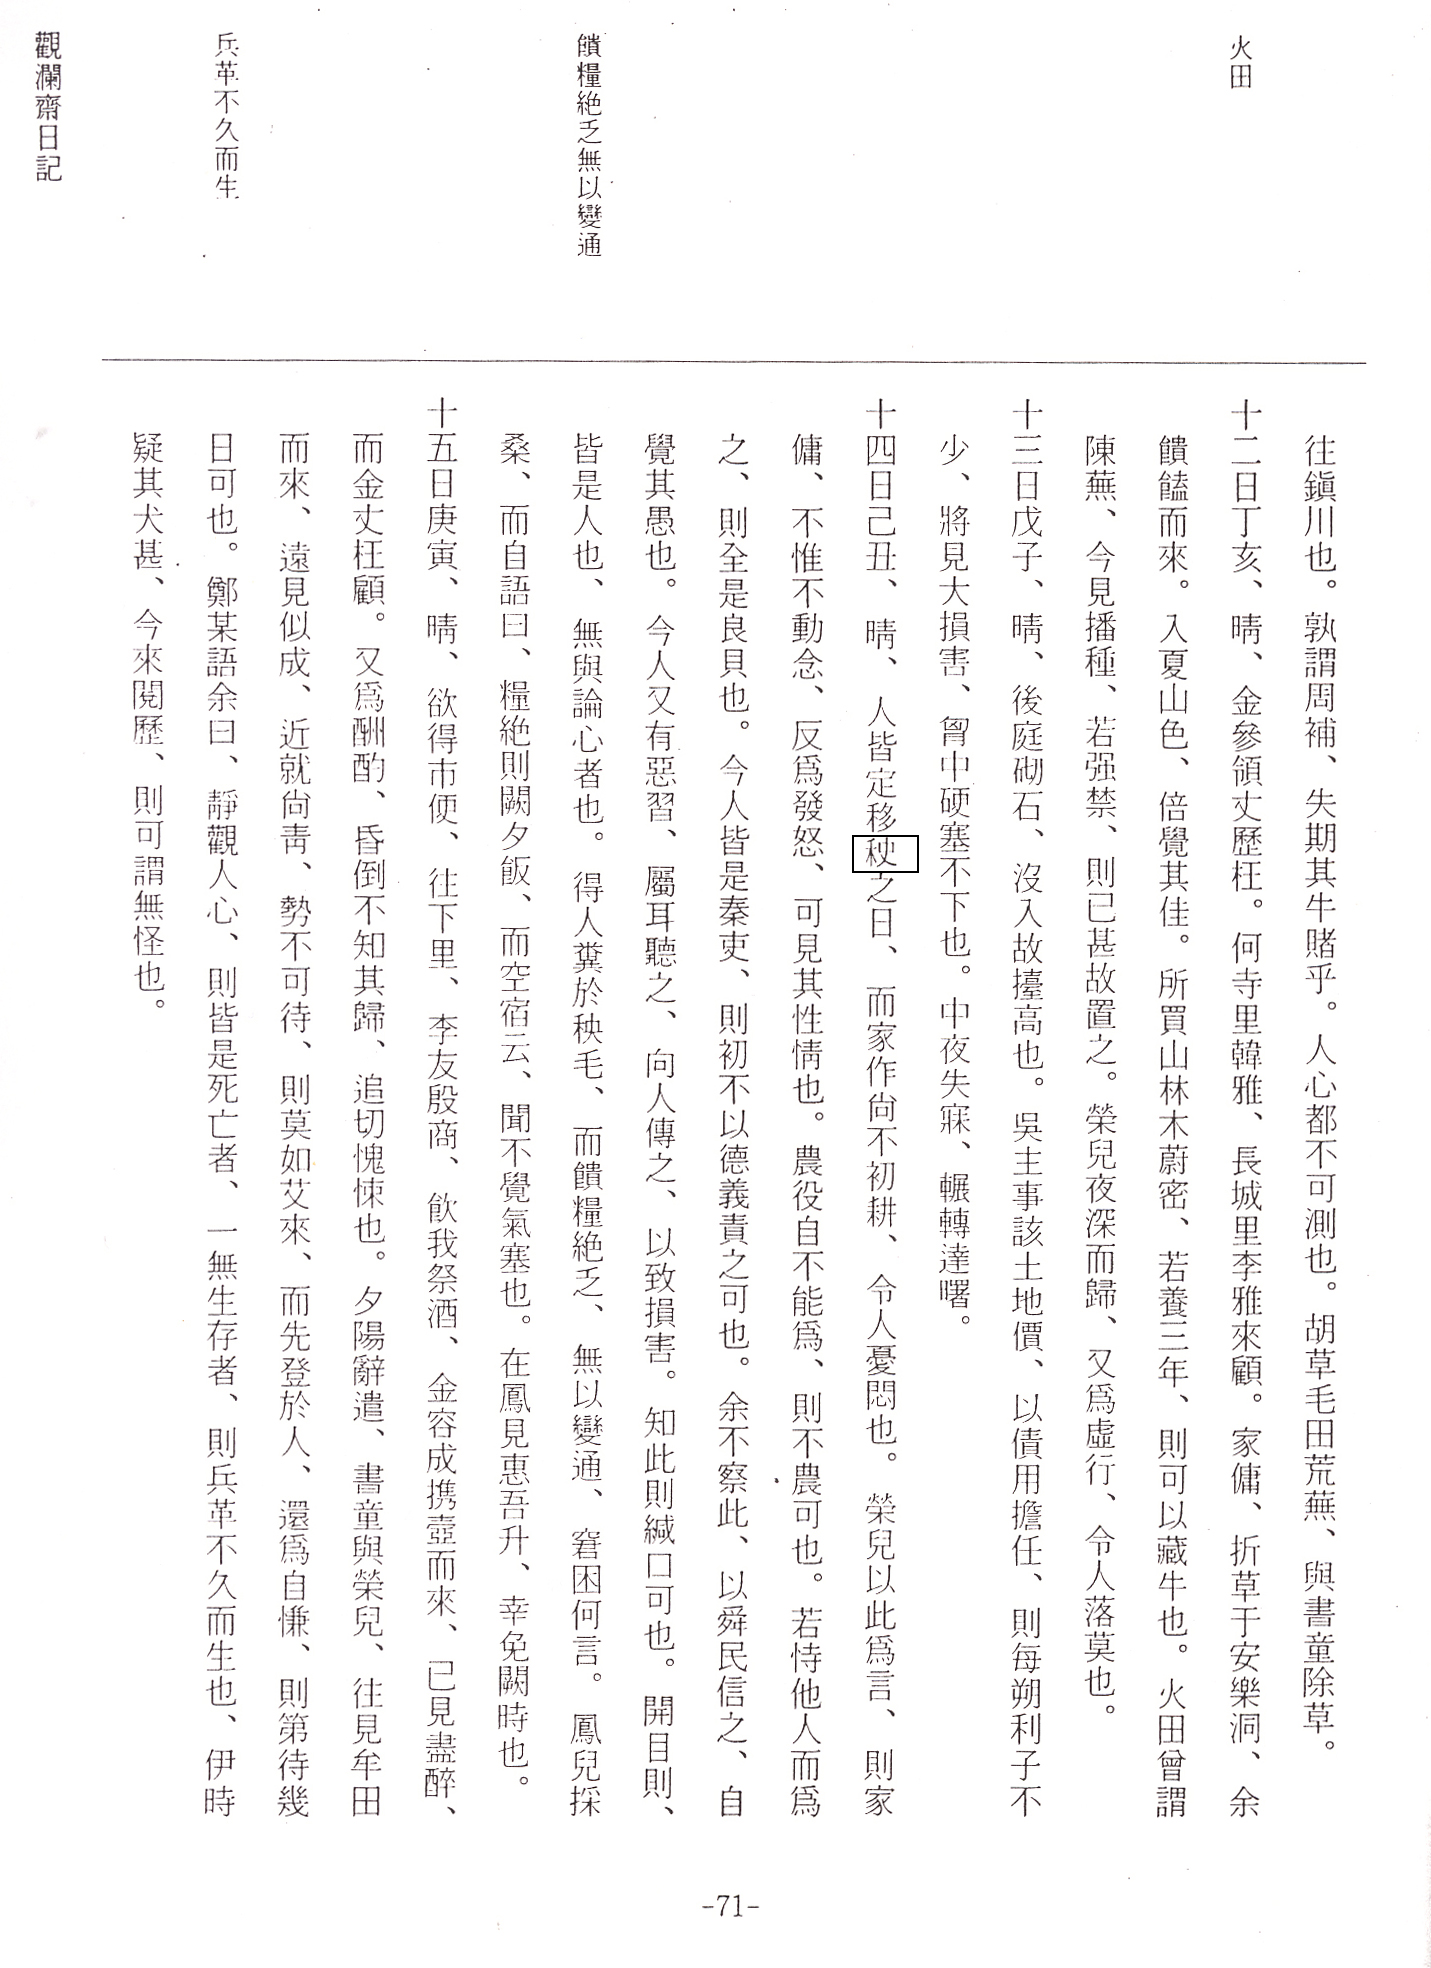 火田
饋糧絶乏無以變通
兵革不久而生
觀瀾齋日記
往鎭川也。孰謂周補、失期其牛賭乎。人心都不可測也。胡草毛田荒蕪、與書童除草。
十二日丁亥、晴、金參領丈歷枉。何寺里韓雅、長城里李雅來顧。家傭、折草于安樂洞、余
饋饁而來。入夏山色、倍覺其佳。所買山林木蔚密、若養三年、則可以藏牛也。火田曾謂
陳蕪、今見播種、若强禁、則已甚故置之。榮兒夜深而歸、又爲虛行、令人落莫也。
十三日戊子、晴、後庭砌石、沒入故擡高也。吳主事該土地價、以債用擔任、則每朔利子不
少、將見大損害、胷中硬塞不下也。中夜失寐、輾轉達曙。
十四日己丑、晴、人皆定移秧之日、而家作尙不初耕、令人憂悶也。榮兒以此爲言、則家
傭、不惟不動念、反爲發怒、可見其性情也。農役自不能爲、則不農可也。若恃他人而爲
之、則全是良貝也。今人皆是秦吏、則初不以德義責之可也。余不察此、以舜民信之、自
覺其愚也。今人又有惡習、屬耳聽之、向人傳之、以致損害。知此則緘口可也。開目則、
皆是人也、無與論心者也。得人糞於秧毛、而饋糧絶乏、無以變通、窘困何言。鳳兒採
桑、而自語曰、糧絶則闕夕飯、而空宿云、聞不覺氣塞也。在鳳見惠吾升、幸免闕時也。
十五日庚寅、晴、欲得市便、往下里、李友殷商、飮我祭酒、金容成携壺而來、已見盡醉、
而金丈枉顧。又爲酬酌、昏倒不知其歸、追切愧悚也。夕陽辭遣、書童與榮兒、往見牟田
而來、遠見似成、近就尙靑、勢不可待、則莫如艾來、而先登於人、還爲自慊、則第待幾
日可也。鄭某語余曰、靜觀人心、則皆是死亡者、一無生存者、則兵革不久而生也、伊時
疑其犬甚、今來閱歷、則可謂無怪也。
-71-